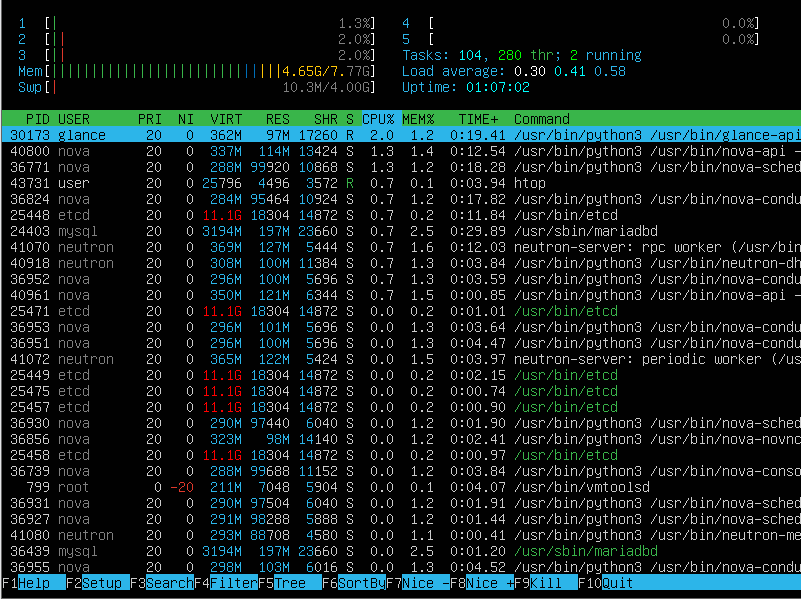 1 [| 1.3%] 4 [ 0.0%]
2 [|| 2.0%] 5 [ 0.0%]
3 [|| 2.0%] Tasks: 104, 280 thr; 2 running
Mem[|||||||||||||||||||||||||||||4.65G/7.77G] Load average: 0.30 0.41 0.58
Swp[| 10.3M/4.00G] Uptime: 01:07:02
PID USER PRI NI VIRT RES SHR S CPU% MEM% TIME+ Command
30173 glance 20 0 362M 97M 17260 R 2.0 1.2 0:19.41 /usr/bin/python3 /usr/bin/glance-api
40800 nova 20 0 337M 114M 13424 S 1.3 1.4 0:12.54 /usr/bin/python3 /usr/bin/nova-api -
36771 nova 20 0 288M 99920 10868 S 1.3 1.2 0:18.28 /usr/bin/python3 /usr/bin/nova-sched
43731 user 20 0 25796 4496 3572 R 0.7 0.1 0:03.94 htop
36824 nova 20 0 284M 95464 10924 S 0.7 1.2 0:17.82 /usr/bin/python3 /usr/bin/nova-condu
25448 etcd 20 0 11.1G 18304 14872 S 0.7 0.2 0:11.84 /usr/bin/etcd
24403 mysql 20 0 3194M 197M 23660 S 0.7 2.5 0:29.89 /usr/sbin/mariadbd
41070 neutron 20 0 369M 127M 5444 S 0.7 1.6 0:12.03 neutron-server: rpc worker (/usr/bin
40918 neutron 20 0 308M 100M 11384 S 0.7 1.3 0:03.84 /usr/bin/python3 /usr/bin/neutron-dh
36952 nova 20 0 296M 100M 5696 S 0.7 1.3 0:03.59 /usr/bin/python3 /usr/bin/nova-condu
40961 nova 20 0 350M 121M 6344 S 0.7 1.5 0:00.85 /usr/bin/python3 /usr/bin/nova-api -
25471 etcd 20 0 11.1G 18304 14872 S 0.0 0.2 0:01.01 /usr/bin/etcd
36953 nova 20 0 296M 101M 5696 S 0.0 1.3 0:03.64 /usr/bin/python3 /usr/bin/nova-condu
36951 nova 20 0 296M 100M 5696 S 0.0 1.3 0:04.47 /usr/bin/python3 /usr/bin/nova-condu
41072 neutron 20 0 365M 122M 5424 S 0.0 1.5 0:03.97 neutron-server: periodic worker (/us
25449 etcd 20 0 11.1G 18304 14872 S 0.0 0.2 0:02.15 /usr/bin/etcd
25475 etcd 20 0 11.1G 18304 14872 S 0.0 0.2 0:00.74 /usr/bin/etcd
25457 etcd 20 0 11.1G 18304 14872 S 0.0 0.2 0:00.90 /usr/bin/etcd
36930 nova 20 0 290M 97440 6040 S 0.0 1.2 0:01.90 /usr/bin/python3 /usr/bin/nova-sched
36856 nova 20 0 323M 98M 14140 S 0.0 1.2 0:02.41 /usr/bin/python3 /usr/bin/nova-novnc
25458 etcd 20 0 11.1G 18304 14872 S 0.0 0.2 0:00.97 /usr/bin/etcd
36739 nova 20 0 288M 99688 11152 S 0.0 1.2 0:03.84 /usr/bin/python3 /usr/bin/nova-conso
799 root 0 -20 211M 7048 5904 S 0.0 0.1 0:04.07 /usr/bin/vmtoolsd
36931 nova 20 0 290M 97504 6040 S 0.0 1.2 0:01.91 /usr/bin/python3 /usr/bin/nova-sched
36927 nova 20 0 291M 98288 5888 S 0.0 1.2 0:01.44 /usr/bin/python3 /usr/bin/nova-sched
41080 neutron 20 0 293M 88708 4580 S 0.0 1.1 0:00.41 /usr/bin/python3 /usr/bin/neutron-me
36439 mysql 20 0 3194M 197M 23660 S 0.0 2.5 0:01.20 /usr/sbin/mariadbd
36955 nova 20 0 298M 103M 6016 S 0.0 1.3 0:04.52 /usr/bin/python3 /usr/bin/nova-condu
F1Help F2Setup F3SearchF4FilterF5Tree F6SortByF7Nice -F8Nice +F9Kill F10Quit